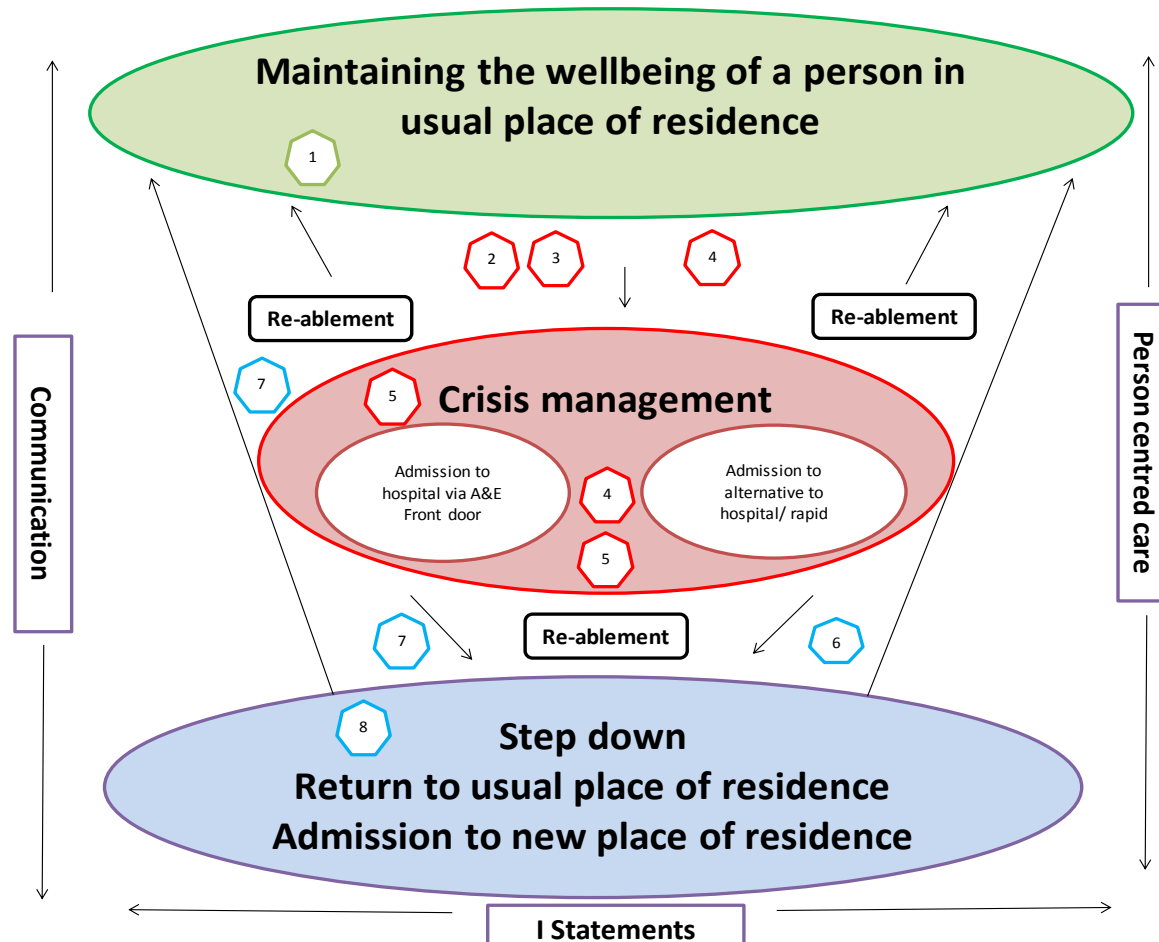 Maintaining the wellbeing of a person in
usual place of residence
1
2
3
4
Re-ablement
Re-ablement
Communication
Person centred care
7
5
Crisis management
Admission to
hospital via A&E
Front door
4
Admission to
alternative to
hospital/ rapid
5
Re-ablement
7
6
8
Step down
Return to usual place of residence
Admission to new place of residence
I Statements